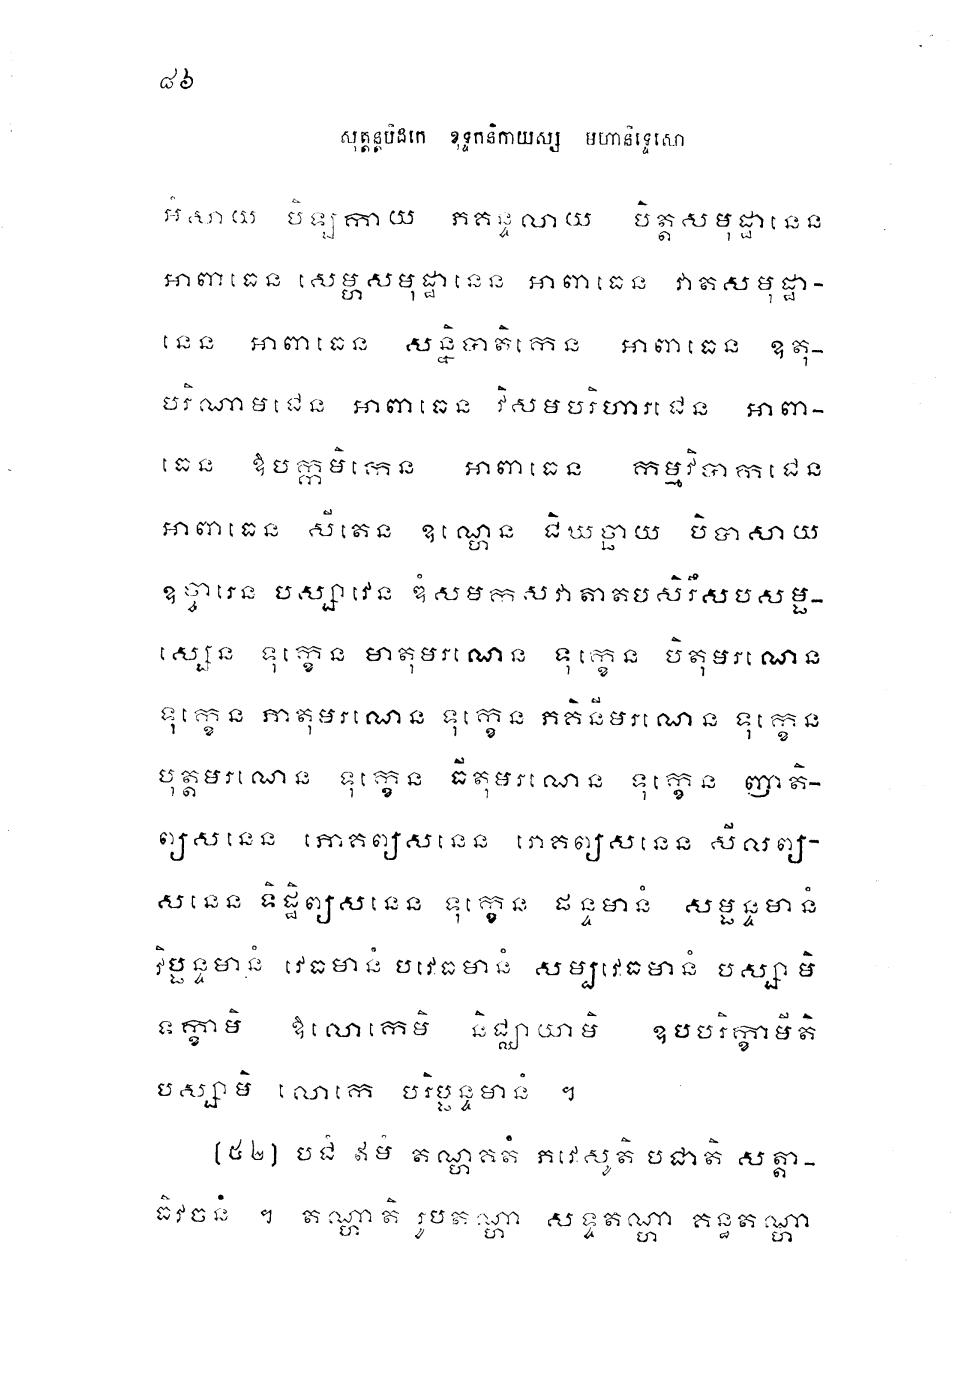 ៨៦
សុត្តន្តបិដកេ ខុទ្ទកនិកាយស្ស មហានិទ្ទេសោ
អំសាយ បិឡកាយ ភគន្ទលាយ បិត្តសមុដ្ឋានេន
អាពាធេន សេម្ហសមុដ្ឋានេន អាពាធេន វាតសមុដ្ឋា-
នេន អាពាធេន សន្និបាតិកេន អាពាធេន ឧតុ-
បរិណាមជេន អាពាធេន វិសមបរិហារជេន អាពា-
ធេន ឱបក្កមិកេន អាពាធេន កម្មវិបាកជេន
អាពាធេន សីតេន ឧណ្ហេន ជិឃច្ឆាយ បិបាសាយ
ឧច្ចារេន បស្សាវេន ឌំសមកសវាតាតបសិរឹសបសម្ផ-
ស្សេន ទុក្ខេន មាតុមរណេន ទុក្ខេន បិតុមរណេន
ទុក្ខេន ភាតុមរណេន ទុក្ខេន ភគិនីមរណេន ទុក្ខេន
បុត្តមរណេន ទុក្ខេន ធីតុមរណេន ទុក្ខេន ញាតិ-
ព្យសនេន ភោគព្យសនេន រោគព្យសនេន សីលព្យ-
សនេន ទិដ្ឋិព្យសនេន ទុក្ខេន ផន្ទមានំ សម្ផន្ទមានំ
វិប្ផន្ទមានំ វេធមានំ បវេធមានំ សម្បវេធមានំ បស្សាមិ
ទក្ខាមិ ឱលោកេមិ និជ្ឈាយាមិ ឧបបរិក្ខាមីតិ
បស្សាមិ លោកេ បរិប្ផន្ទមានំ ។
(៥៤) បជំ ឥមំ តណ្ហគតំ ភវេសូតិ បជាតិ សត្តា-
ធិវចនំ ។ តណ្ហាតិ រូបតណ្ហា សទ្ទតណ្ហា គន្ធតណ្ហា